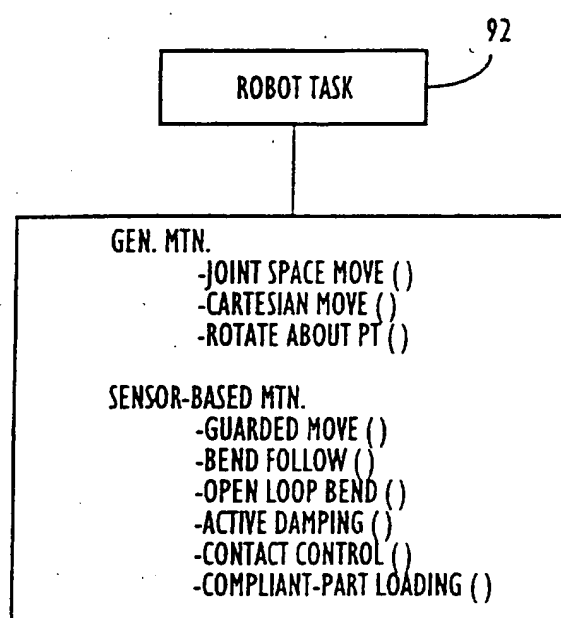 92
ROBOT TASK
GEN. MTN.
-JOINT SPACE MOVE ( )
-CARTESIAN MOVE ( )
-ROTATE ABOUT PT ( )
SENSOR-BASED MTN.
-GUARDED MOVE ( )
-BEND FOLLOW ( )
-OPEN LOOP BEND ( )
-ACTIVE DAMPING ( )
-CONTACT CONTROL ( )
-COMPLIANT-PART LOADING ( )